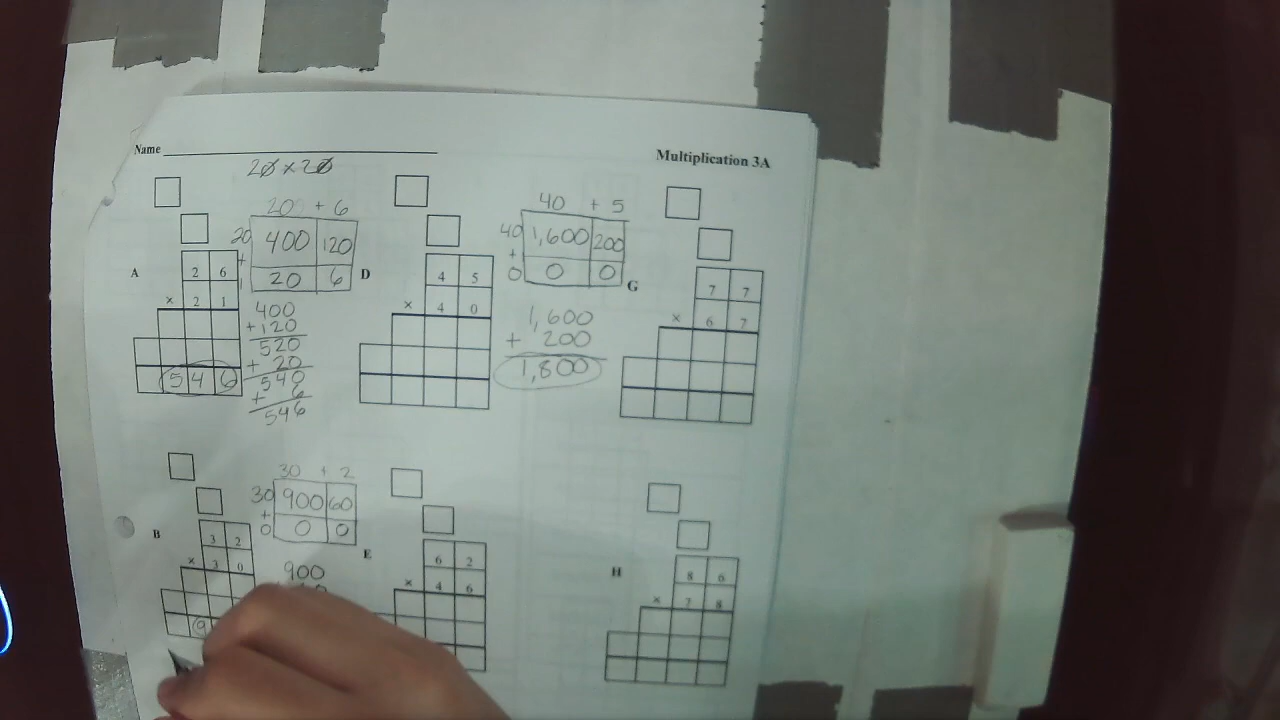 Name
Multiplication 3A
20 x 20
A
2 6
x 2 1
5 4 6
20 + 6
20 400 120
+
1 20 6
400
+ 120
520
+ 20
540
+ 6
546
D
4 5
x 4 0
40 + 5
40 1,600 200
+
0 0 0
1,600
+ 200
1,800
G
7 7
x 6 7
B
3 2
x 3 0
9
30 + 2
30 900 60
+
0 0 0
900
E
6 2
x 4 6
H
8 6
x 7 8